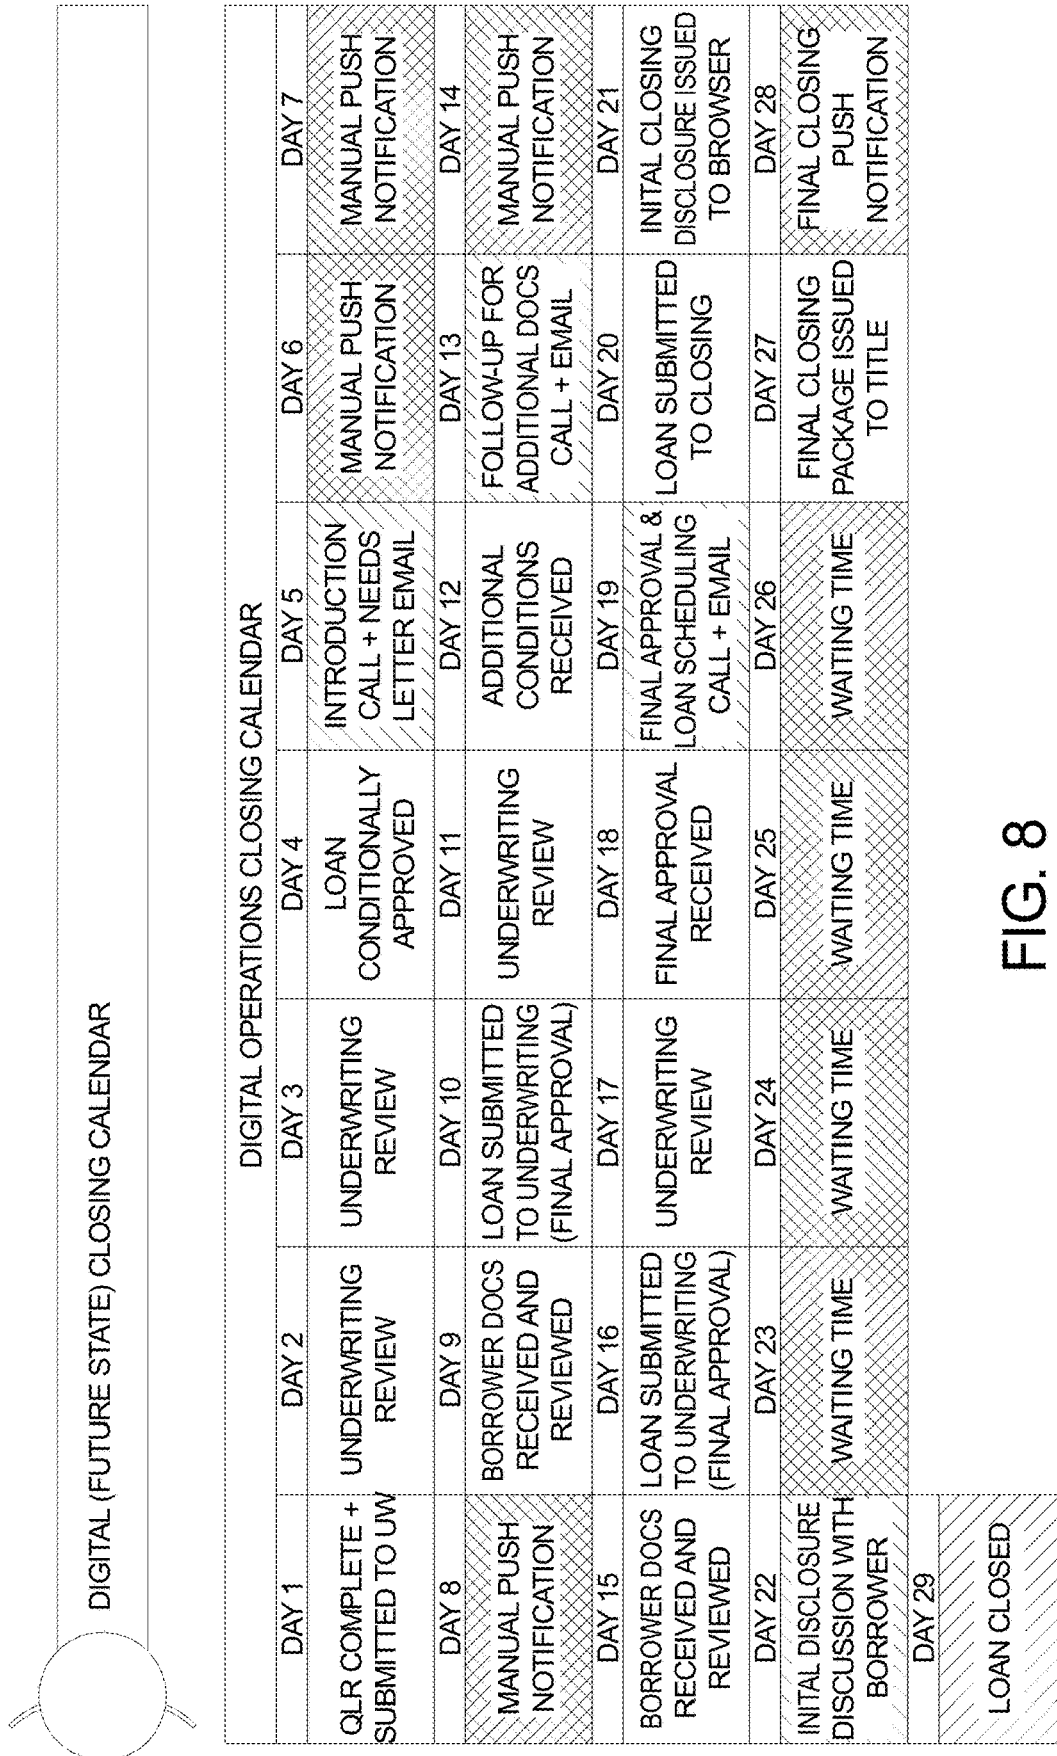 DIGITAL (FUTURE STATE) CLOSING CALENDAR
DIGITAL OPERATIONS CLOSING CALENDAR
DAY 1
DAY 2
DAY 3
DAY 4
DAY 5
DAY 6
DAY 7
QLR COMPLETE +
SUBMITTED TO UW
UNDERWRITING
REVIEW
UNDERWRITING
REVIEW
LOAN
CONDITIONALLY
APPROVED
INTRODUCTION
CALL + NEEDS
LETTER EMAIL
MANUAL PUSH
NOTIFICATION
MANUAL PUSH
NOTIFICATION
DAY 8
DAY 9
DAY 10
DAY 11
DAY 12
DAY 13
DAY 14
MANUAL PUSH
NOTIFICATION
BORROWER DOCS
RECEIVED AND
REVIEWED
LOAN SUBMITTED
TO UNDERWRITING
(FINAL APPROVAL)
UNDERWRITING
REVIEW
ADDITIONAL
CONDITIONS
RECEIVED
FOLLOW-UP FOR
ADDITIONAL DOCS
CALL + EMAIL
MANUAL PUSH
NOTIFICATION
DAY 15
DAY 16
DAY 17
DAY 18
DAY 19
DAY 20
DAY 21
BORROWER DOCS
RECEIVED AND
REVIEWED
LOAN SUBMITTED
TO UNDERWRITING
(FINAL APPROVAL)
UNDERWRITING
REVIEW
FINAL APPROVAL
RECEIVED
FINAL APPROVAL &
LOAN SCHEDULING
CALL + EMAIL
LOAN SUBMITTED
TO CLOSING
INITAL CLOSING
DISCLOSURE ISSUED
TO BROWSER
DAY 22
DAY 23
DAY 24
DAY 25
DAY 26
DAY 27
DAY 28
INITAL DISCLOSURE
DISCUSSION WITH
BORROWER
WAITING TIME
WAITING TIME
WAITING TIME
WAITING TIME
FINAL CLOSING
PACKAGE ISSUED
TO TITLE
FINAL CLOSING
PUSH
NOTIFICATION
DAY 29
LOAN CLOSED
FIG. 8